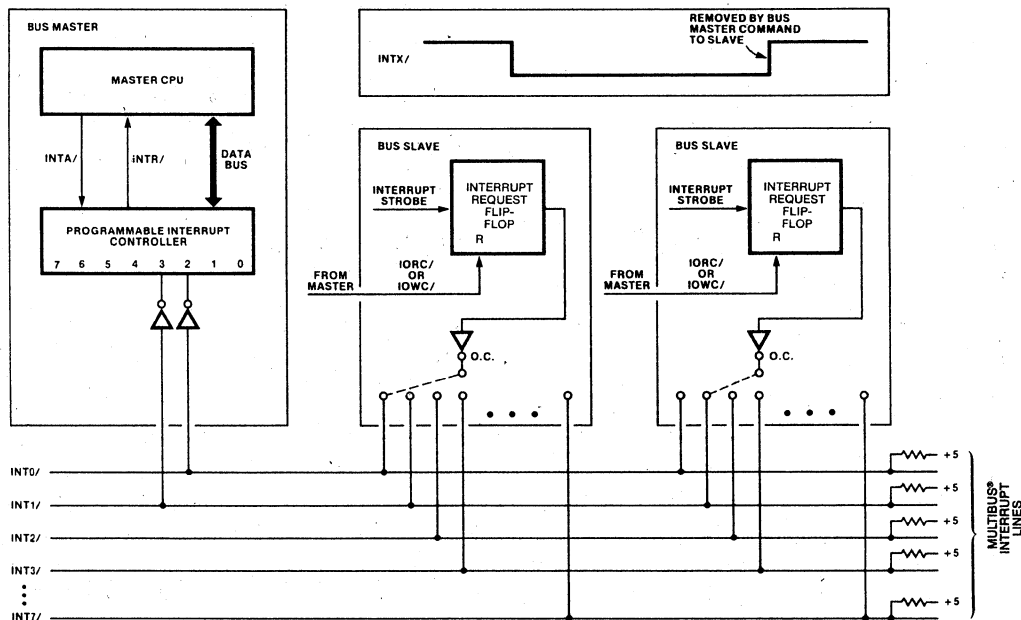 BUS MASTER
MASTER CPU
INTA/
INTR/
DATA
BUS
PROGRAMMABLE INTERRUPT
CONTROLLER
7 6 5 4 3 2 1 0
INTX/
REMOVED BY BUS
MASTER COMMAND
TO SLAVE
BUS SLAVE
INTERRUPT
STROBE
INTERRUPT
REQUEST
FLIP-
FLOP
R
FROM
MASTER
IORC/
OR
IOWC/
O.C.
BUS SLAVE
INTERRUPT
STROBE
INTERRUPT
REQUEST
FLIP-
FLOP
R
FROM
MASTER
IORC/
OR
IOWC/
O.C.
INT0/
INT1/
INT2/
INT3/
INT7/
+5
+5
+5
+5
+5
MULTIBUS®
INTERRUPT
LINES